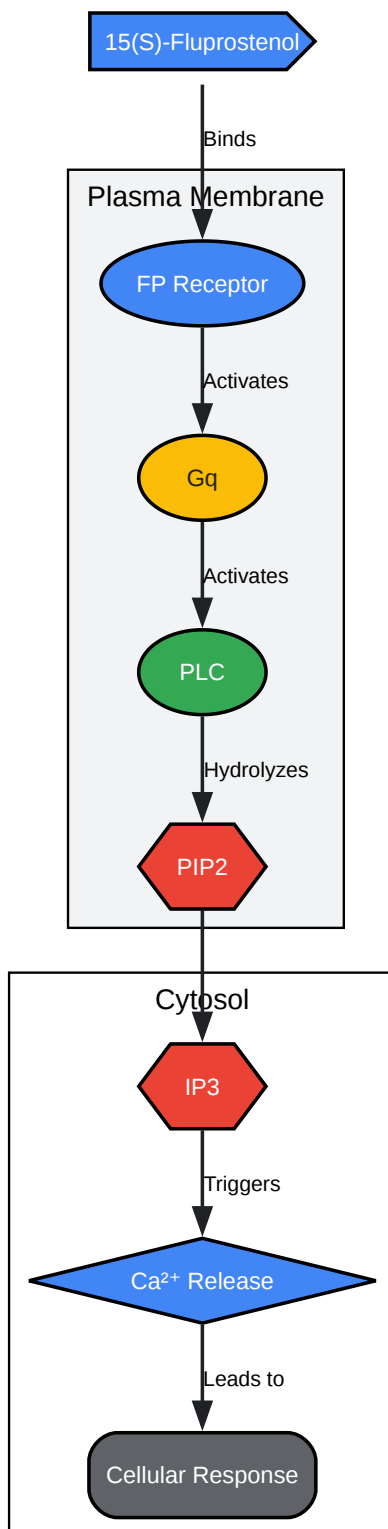 15(S)-Fluprostenol
Binds
Plasma Membrane
FP Receptor
Activates
Gq
Activates
PLC
Hydrolyzes
PIP2
Cytosol
IP3
Triggers
Ca²⁺ Release
Leads to
Cellular Response